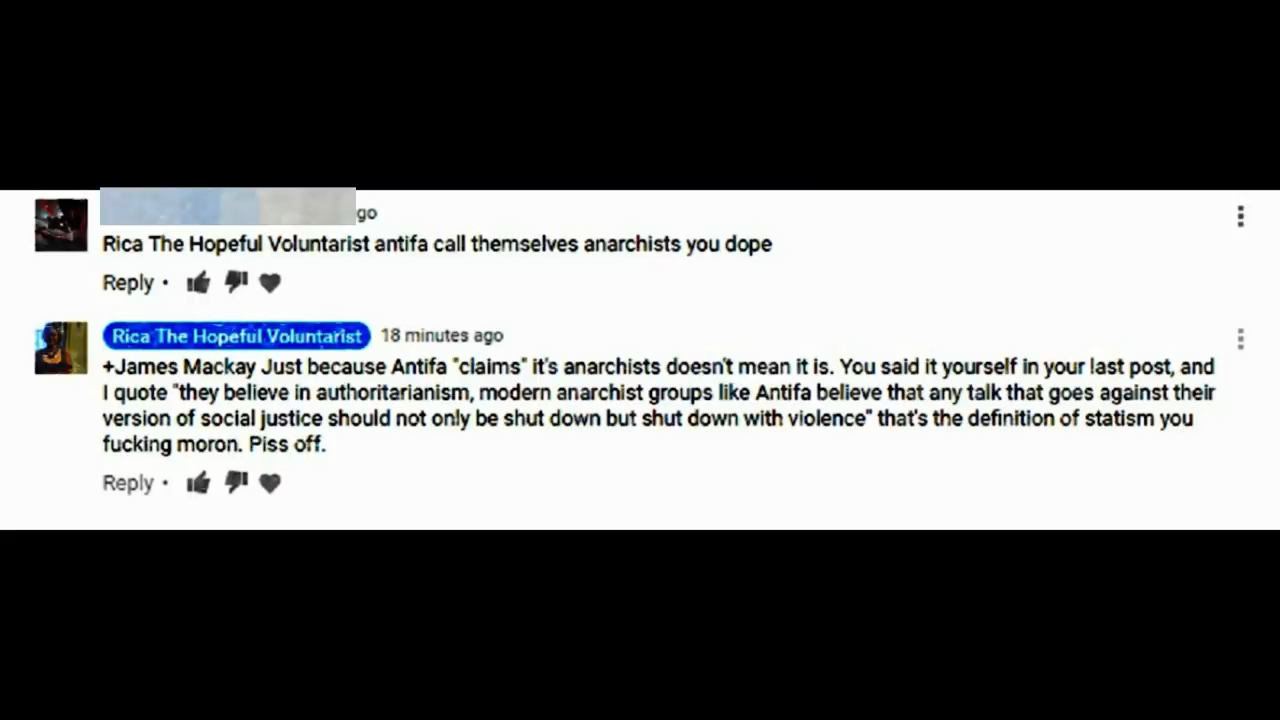 go
Rica The Hopeful Voluntarist antifa call themselves anarchists you dope
Reply •
Rica The Hopeful Voluntarist 18 minutes ago
+James Mackay Just because Antifa "claims" it's anarchists doesn't mean it is. You said it yourself in your last post, and
I quote "they believe in authoritarianism, modern anarchist groups like Antifa believe that any talk that goes against their
version of social justice should not only be shut down but shut down with violence" that's the definition of statism you
fucking moron. Piss off.
Reply •